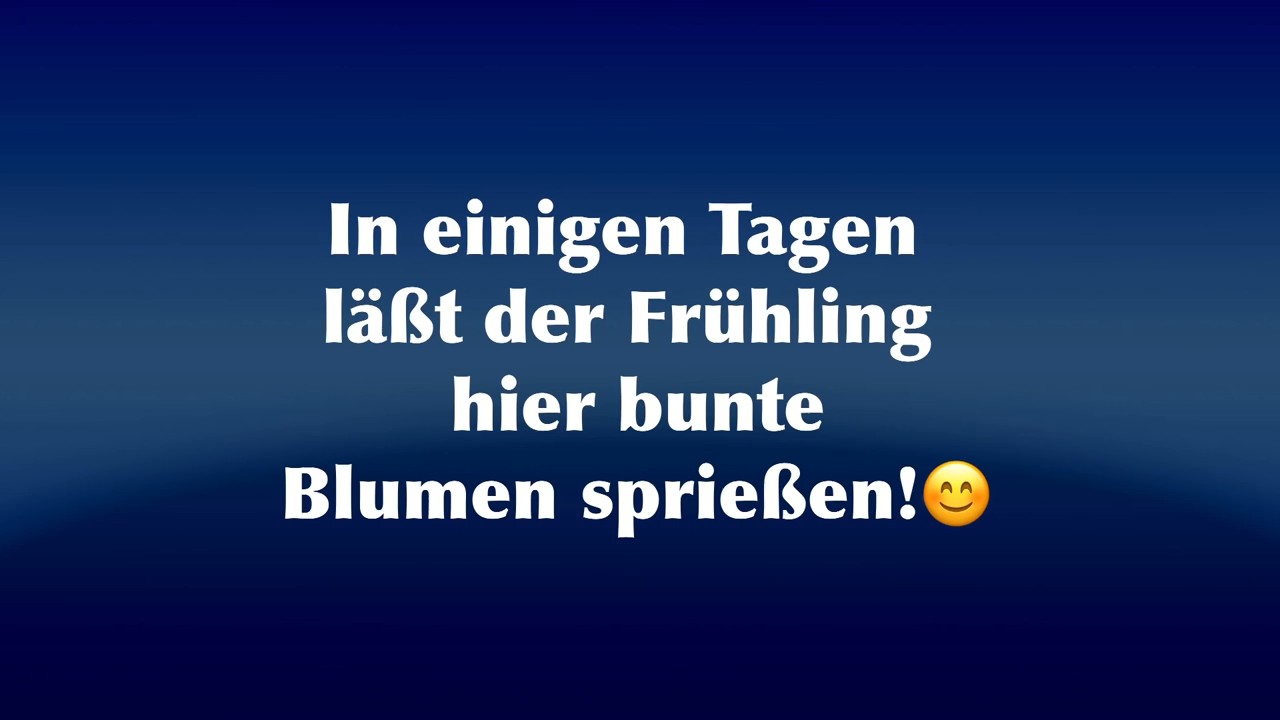 In einigen Tagen
läßt der Frühling
hier bunte
Blumen sprießen!😊